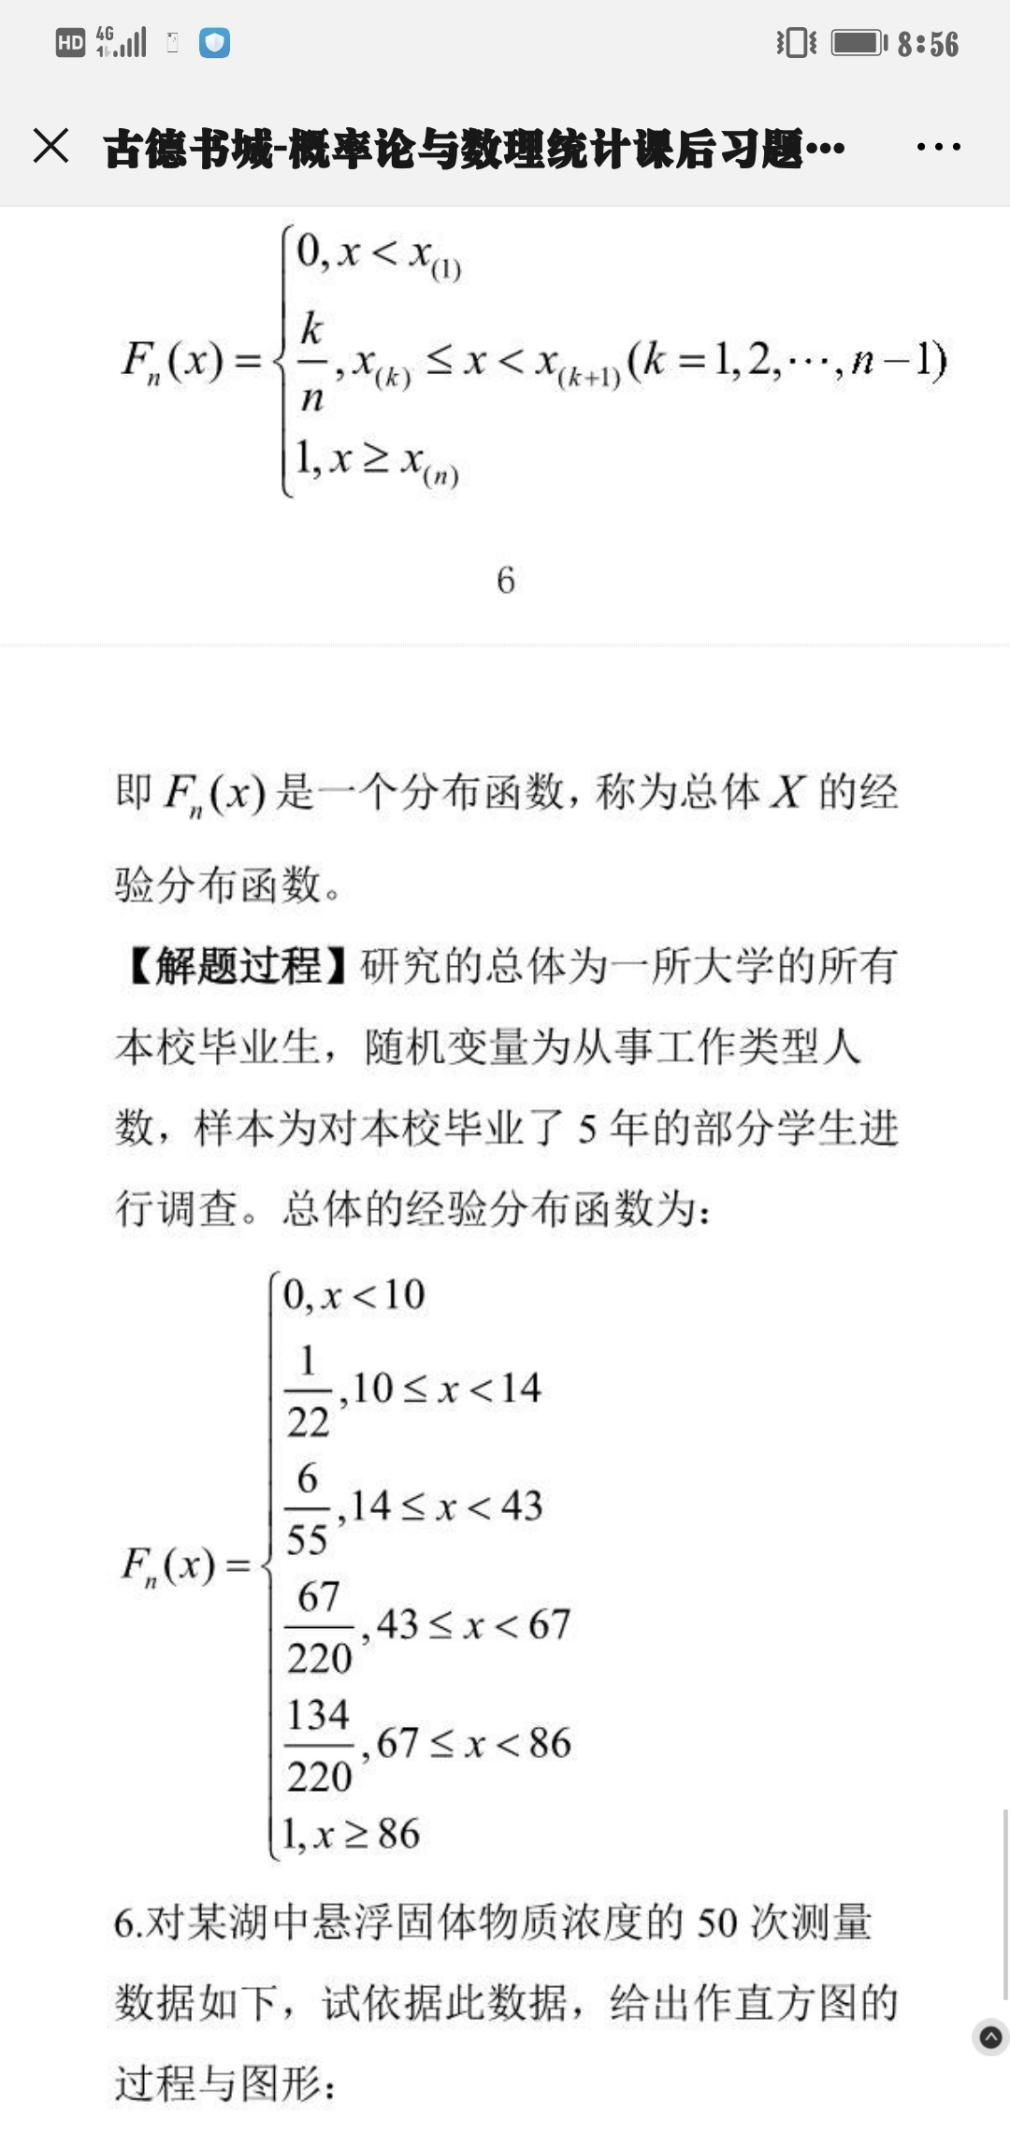 HD 4G 8:56
古德书城-概率论与数理统计课后习题… …
0, x < x(1)
Fn(x) = k/n, x(k) ≤ x < x(k+1) (k = 1, 2, ⋯, n−1)
1, x ≥ x(n)
6
即 Fn(x) 是一个分布函数，称为总体 X 的经
验分布函数。
【解题过程】研究的总体为一所大学的所有
本校毕业生，随机变量为从事工作类型人
数，样本为对本校毕业了 5 年的部分学生进
行调查。总体的经验分布函数为：
0, x < 10
1/22, 10 ≤ x < 14
6/55, 14 ≤ x < 43
Fn(x) =
67/220, 43 ≤ x < 67
134/220, 67 ≤ x < 86
1, x ≥ 86
6.对某湖中悬浮固体物质浓度的 50 次测量
数据如下，试依据此数据，给出作直方图的
过程与图形：